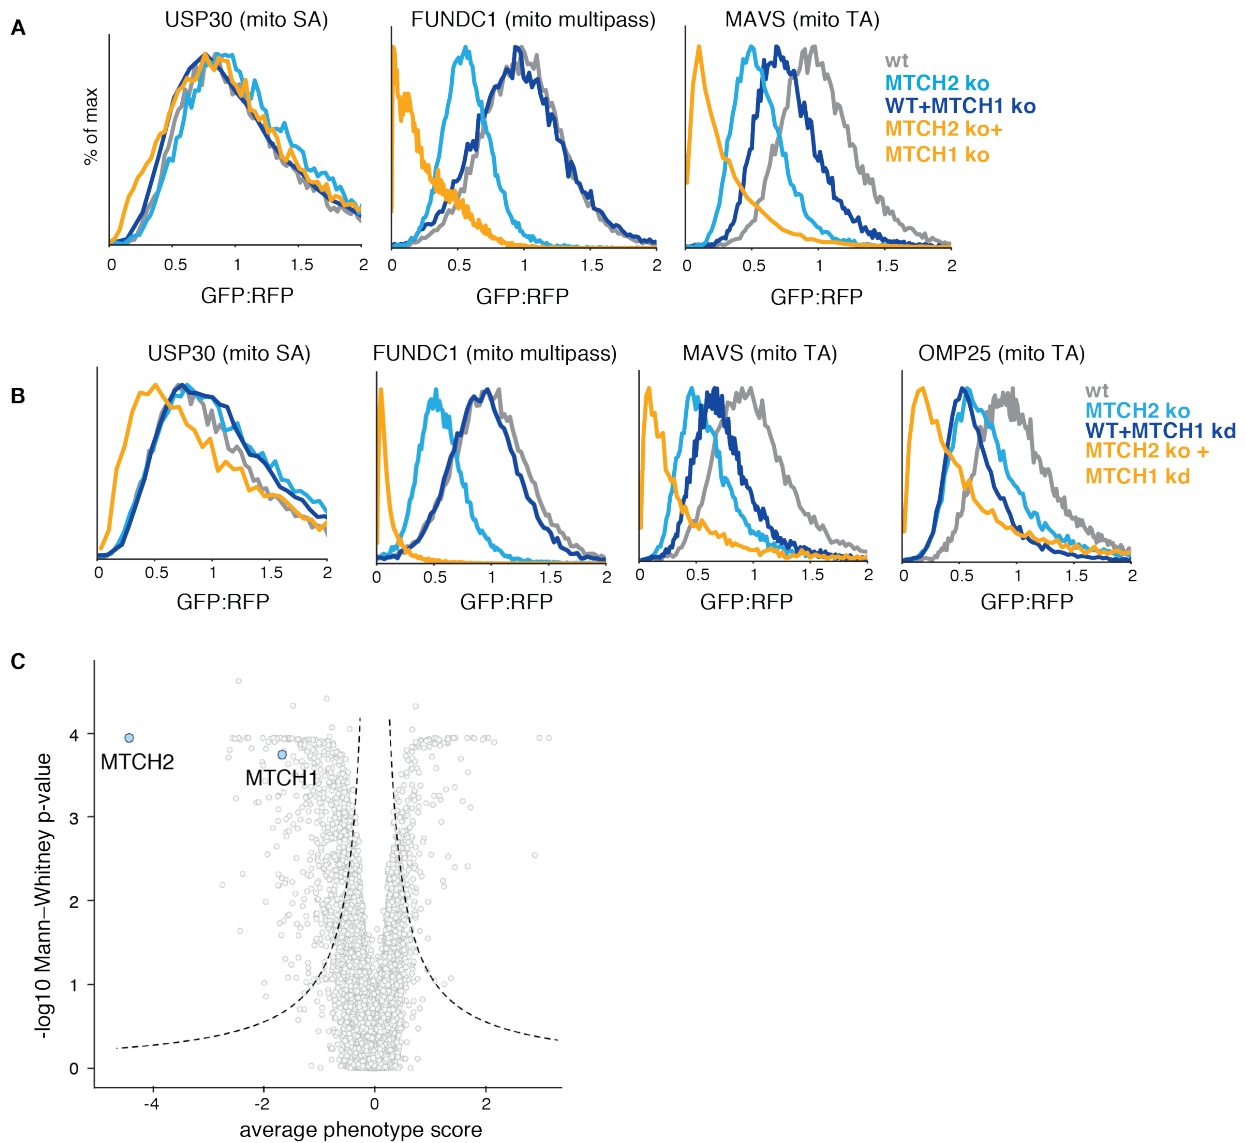 A
USP30 (mito SA)
FUNDC1 (mito multipass)
MAVS (mito TA)
wt
MTCH2 ko
WT+MTCH1 ko
MTCH2 ko+
MTCH1 ko
% of max
0 0.5 1 1.5 2
0 0.5 1 1.5 2
0 0.5 1 1.5 2
GFP:RFP
GFP:RFP
GFP:RFP
B
USP30 (mito SA)
FUNDC1 (mito multipass)
MAVS (mito TA)
OMP25 (mito TA)
wt
MTCH2 ko
WT+MTCH1 kd
MTCH2 ko +
MTCH1 kd
0 0.5 1 1.5 2
0 0.5 1 1.5 2
0 0.5 1 1.5 2
0 0.5 1 1.5 2
GFP:RFP
GFP:RFP
GFP:RFP
GFP:RFP
C
-log10 Mann–Whitney p-value
4
3
2
1
0
MTCH2
MTCH1
-4 -2 0 2
average phenotype score